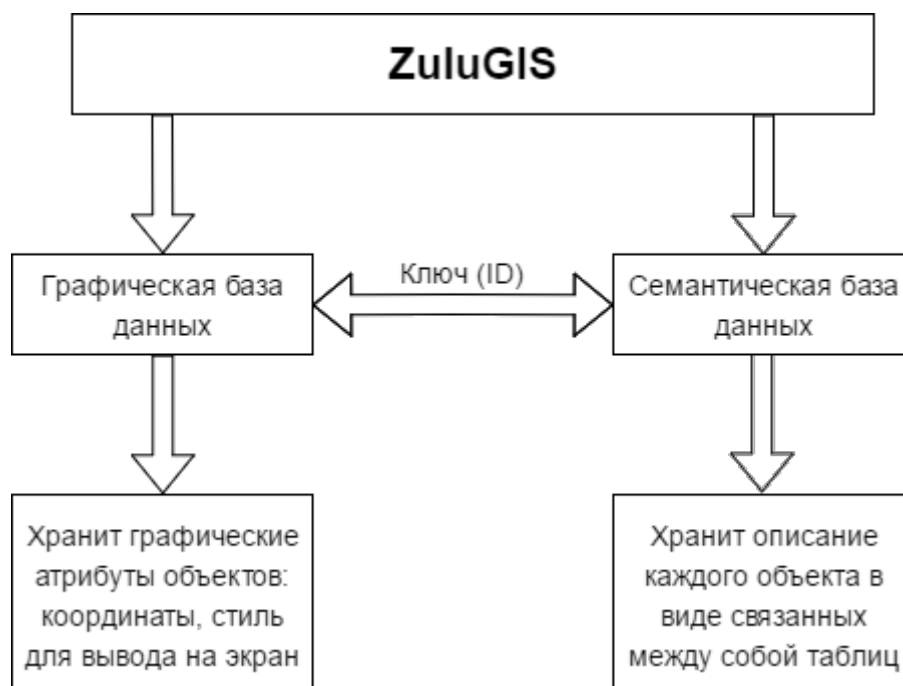 ZuluGIS
Графическая база
данных
Ключ (ID)
Семантическая база
данных
Хранит графические
атрибуты объектов:
координаты, стиль
для вывода на экран
Хранит описание
каждого объекта в
виде связанных
между собой таблиц